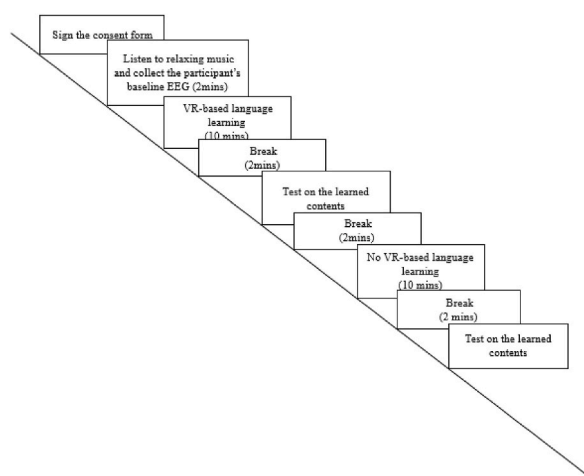 Sign the consent form
Listen to relaxing music
and collect the participant's
baseline EEG (2mins)
VR-based language
learning
(10 mins)
Break
(2mins)
Test on the learned
contents
Break
(2mins)
No VR-based language
learning
(10 mins)
Break
(2 mins)
Test on the learned
contents